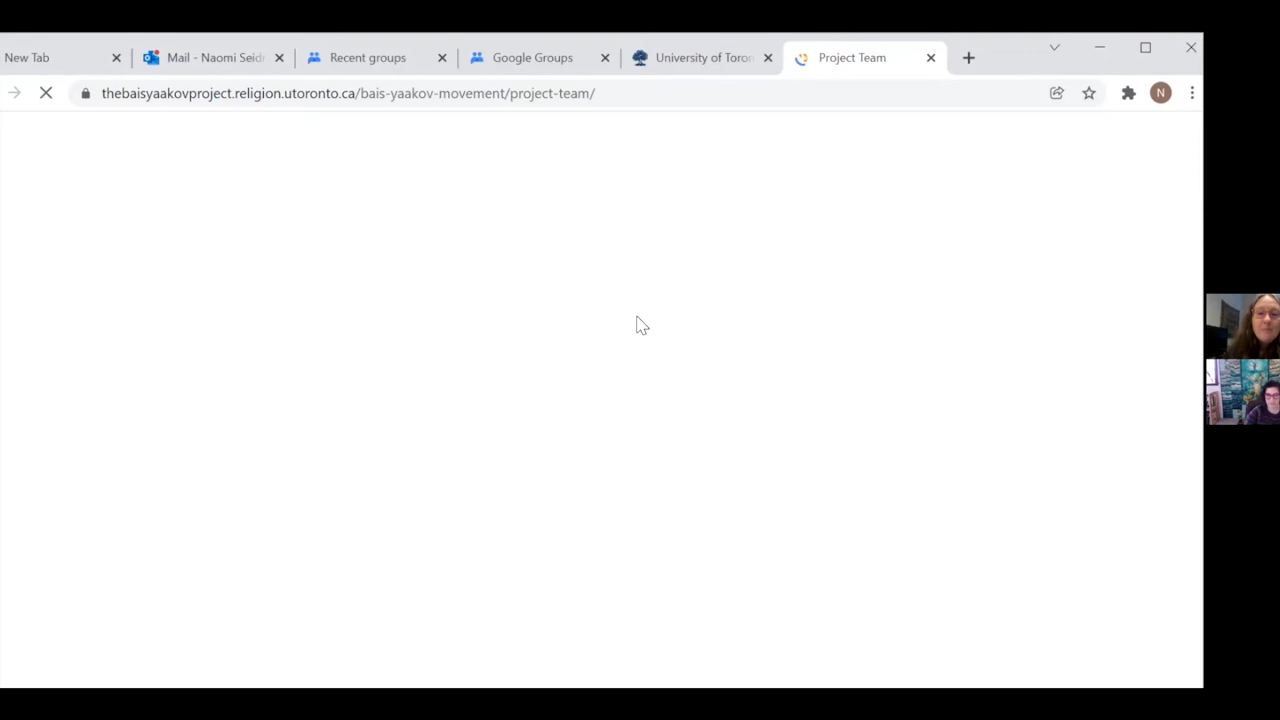 New Tab
Mail - Naomi Seid
Recent groups
Google Groups
University of Toron
Project Team
thebaisyaakovproject.religion.utoronto.ca/bais-yaakov-movement/project-team/
N